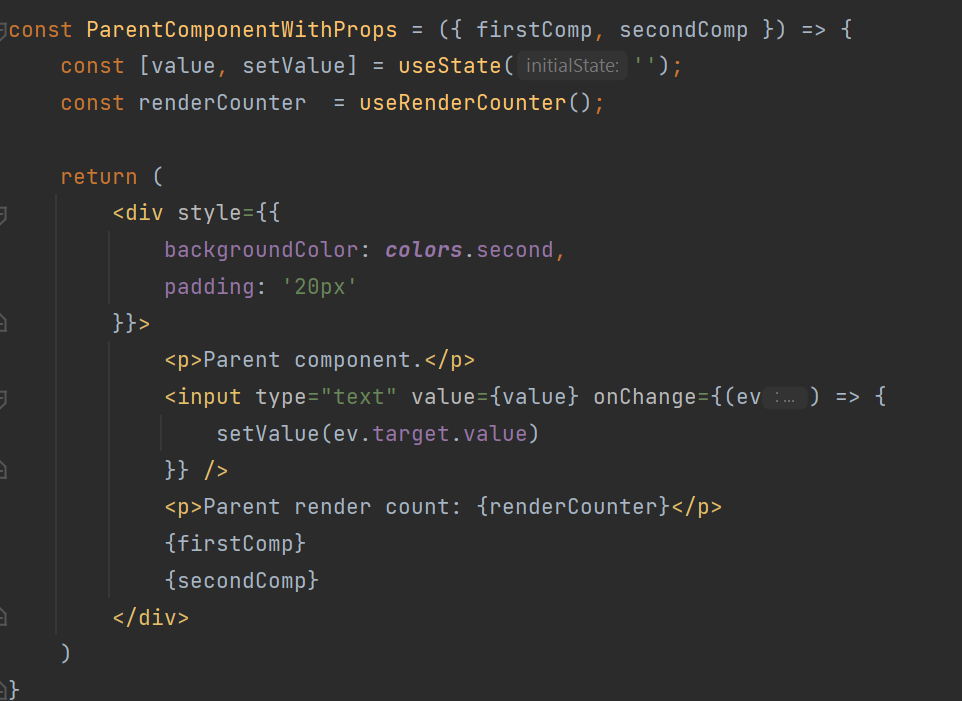 const ParentComponentWithProps = ({ firstComp, secondComp }) => {
    const [value, setValue] = useState( initialState: '');
    const renderCounter  = useRenderCounter();
    return (
        <div style={{
            backgroundColor: colors.second,
            padding: '20px'
        }}>
            <p>Parent component.</p>
            <input type="text" value={value} onChange={(ev : ... ) => {
                setValue(ev.target.value)
            }} />
            <p>Parent render count: {renderCounter}</p>
            {firstComp}
            {secondComp}
        </div>
    )
}